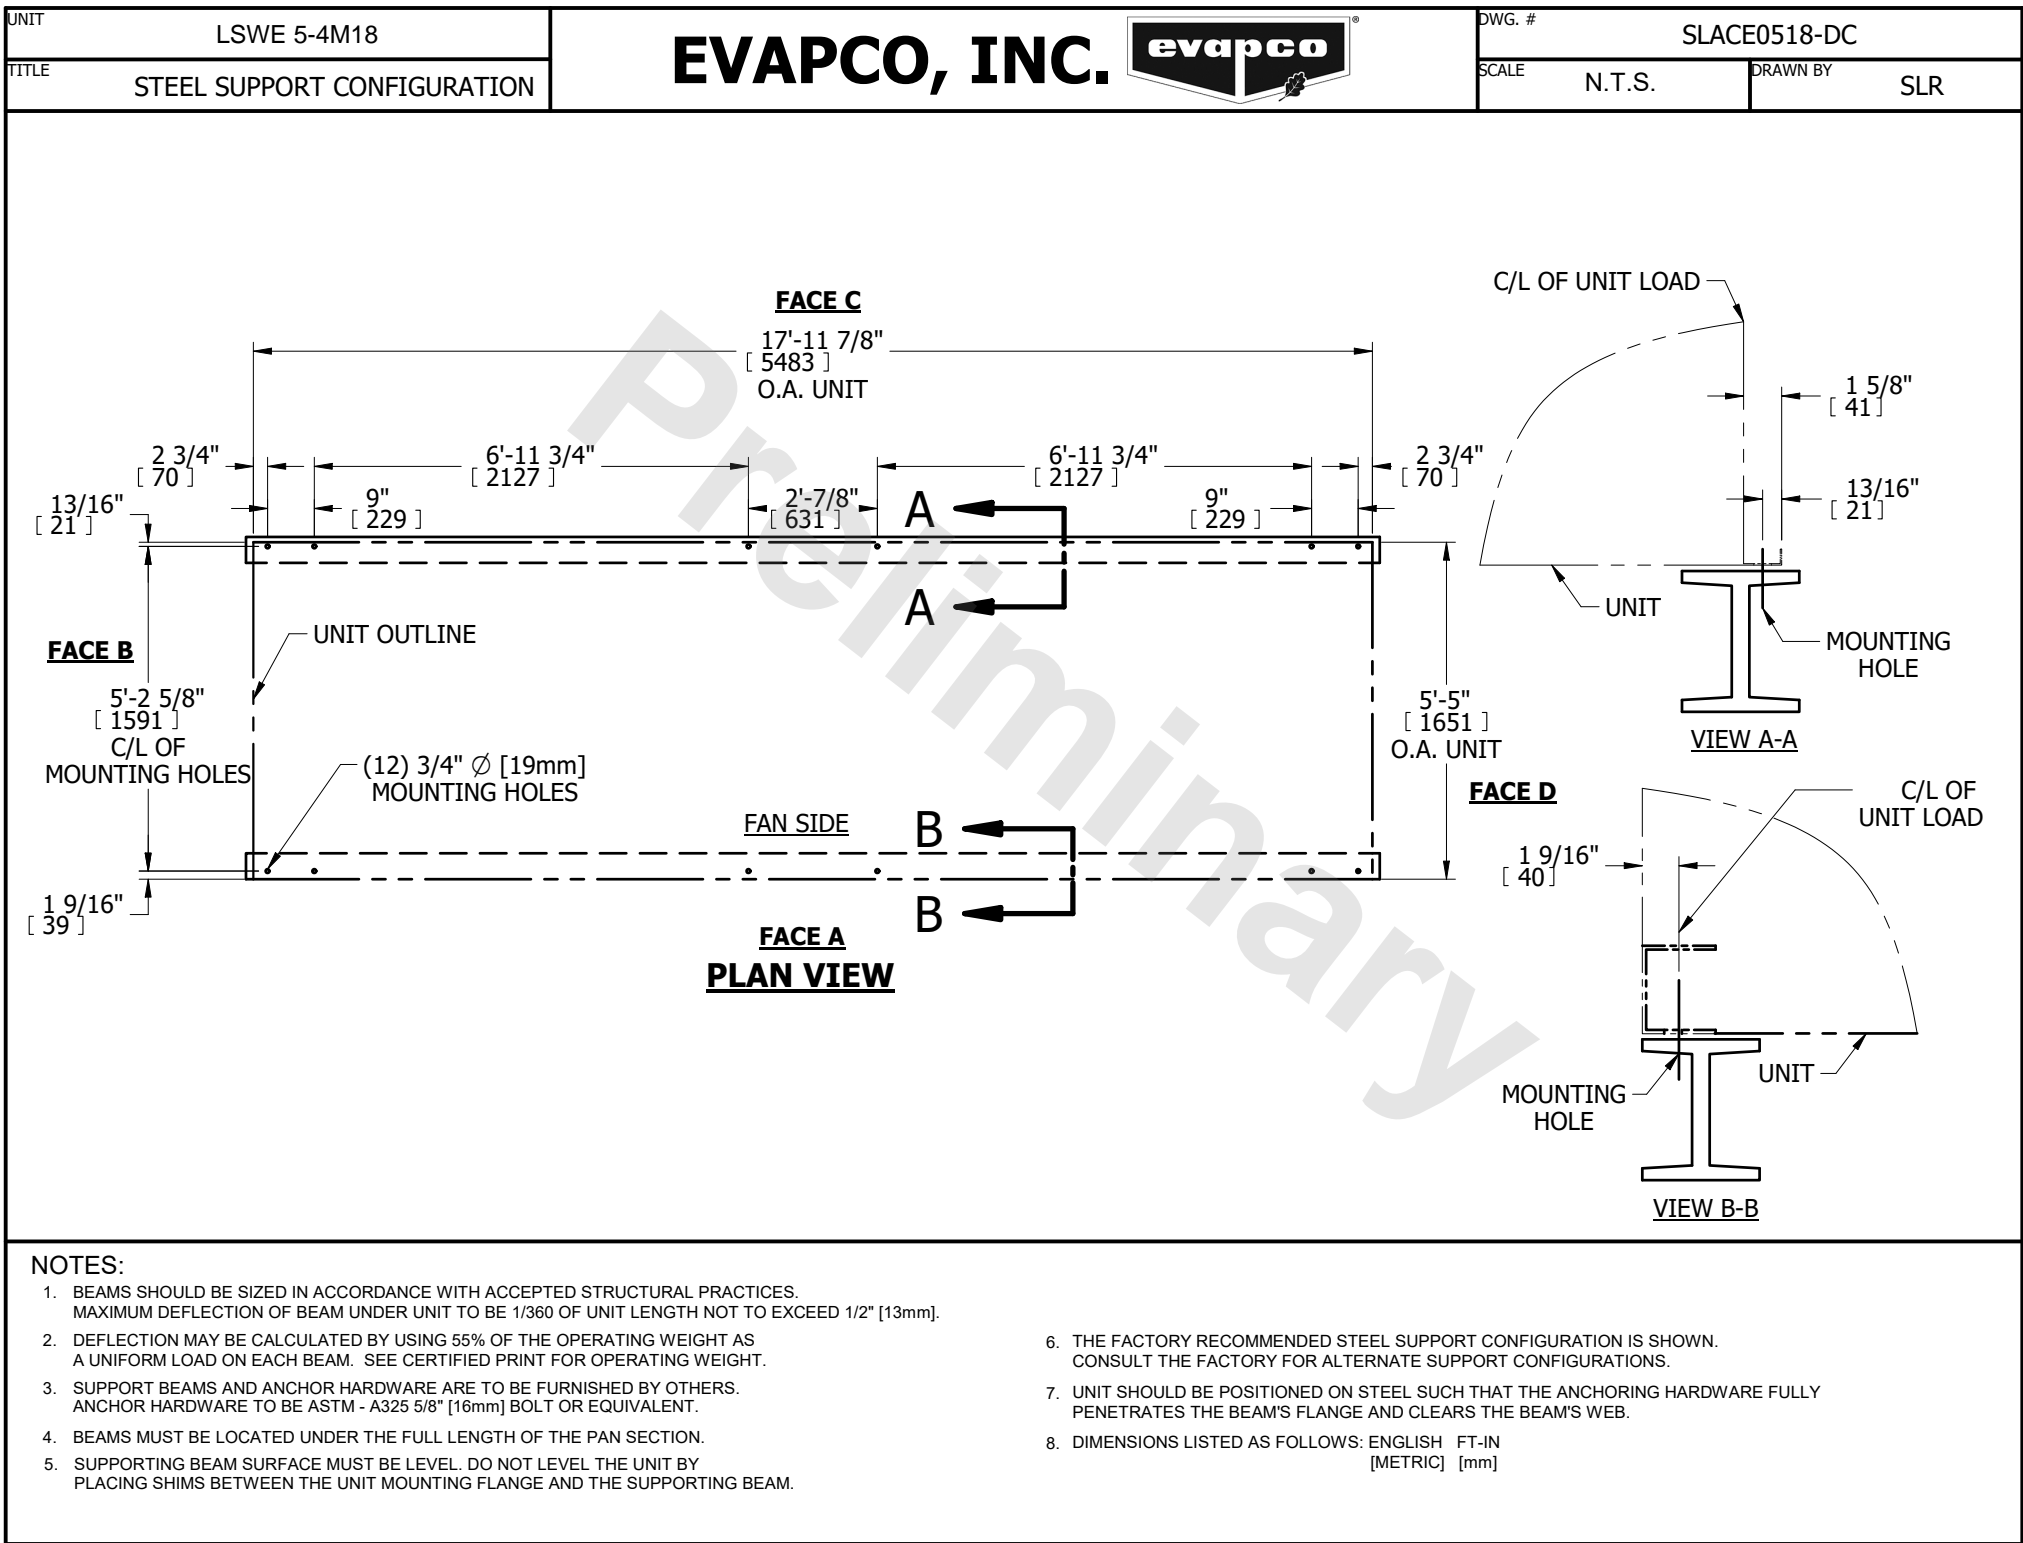 UNIT
LSWE 5-4M18
TITLE
STEEL SUPPORT CONFIGURATION
EVAPCO, INC.
evapco
®
DWG. #
SLACE0518-DC
SCALE
N.T.S.
DRAWN BY
SLR
FACE C
17'-11 7/8"
[ 5483 ]
O.A. UNIT
2 3/4"
[ 70 ]
6'-11 3/4"
[ 2127 ]
6'-11 3/4"
[ 2127 ]
2 3/4"
[ 70 ]
13/16"
[ 21 ]
9"
[ 229 ]
2'-7/8"
[ 631 ]
9"
[ 229 ]
A
A
FACE B
UNIT OUTLINE
5'-2 5/8"
[ 1591 ]
C/L OF
MOUNTING HOLES
(12) 3/4" ∅ [19mm]
MOUNTING HOLES
5'-5"
[ 1651 ]
O.A. UNIT
FACE D
FAN SIDE
B
B
1 9/16"
[ 39 ]
FACE A
PLAN VIEW
C/L OF UNIT LOAD
1 5/8"
[ 41 ]
13/16"
[ 21 ]
UNIT
MOUNTING
HOLE
VIEW A-A
C/L OF
UNIT LOAD
1 9/16"
[ 40 ]
UNIT
MOUNTING
HOLE
VIEW B-B
Preliminary
NOTES:
1. BEAMS SHOULD BE SIZED IN ACCORDANCE WITH ACCEPTED STRUCTURAL PRACTICES.
MAXIMUM DEFLECTION OF BEAM UNDER UNIT TO BE 1/360 OF UNIT LENGTH NOT TO EXCEED 1/2" [13mm].
2. DEFLECTION MAY BE CALCULATED BY USING 55% OF THE OPERATING WEIGHT AS
A UNIFORM LOAD ON EACH BEAM. SEE CERTIFIED PRINT FOR OPERATING WEIGHT.
3. SUPPORT BEAMS AND ANCHOR HARDWARE ARE TO BE FURNISHED BY OTHERS.
ANCHOR HARDWARE TO BE ASTM - A325 5/8" [16mm] BOLT OR EQUIVALENT.
4. BEAMS MUST BE LOCATED UNDER THE FULL LENGTH OF THE PAN SECTION.
5. SUPPORTING BEAM SURFACE MUST BE LEVEL. DO NOT LEVEL THE UNIT BY
PLACING SHIMS BETWEEN THE UNIT MOUNTING FLANGE AND THE SUPPORTING BEAM.
6. THE FACTORY RECOMMENDED STEEL SUPPORT CONFIGURATION IS SHOWN.
CONSULT THE FACTORY FOR ALTERNATE SUPPORT CONFIGURATIONS.
7. UNIT SHOULD BE POSITIONED ON STEEL SUCH THAT THE ANCHORING HARDWARE FULLY
PENETRATES THE BEAM'S FLANGE AND CLEARS THE BEAM'S WEB.
8. DIMENSIONS LISTED AS FOLLOWS: ENGLISH FT-IN
[METRIC] [mm]